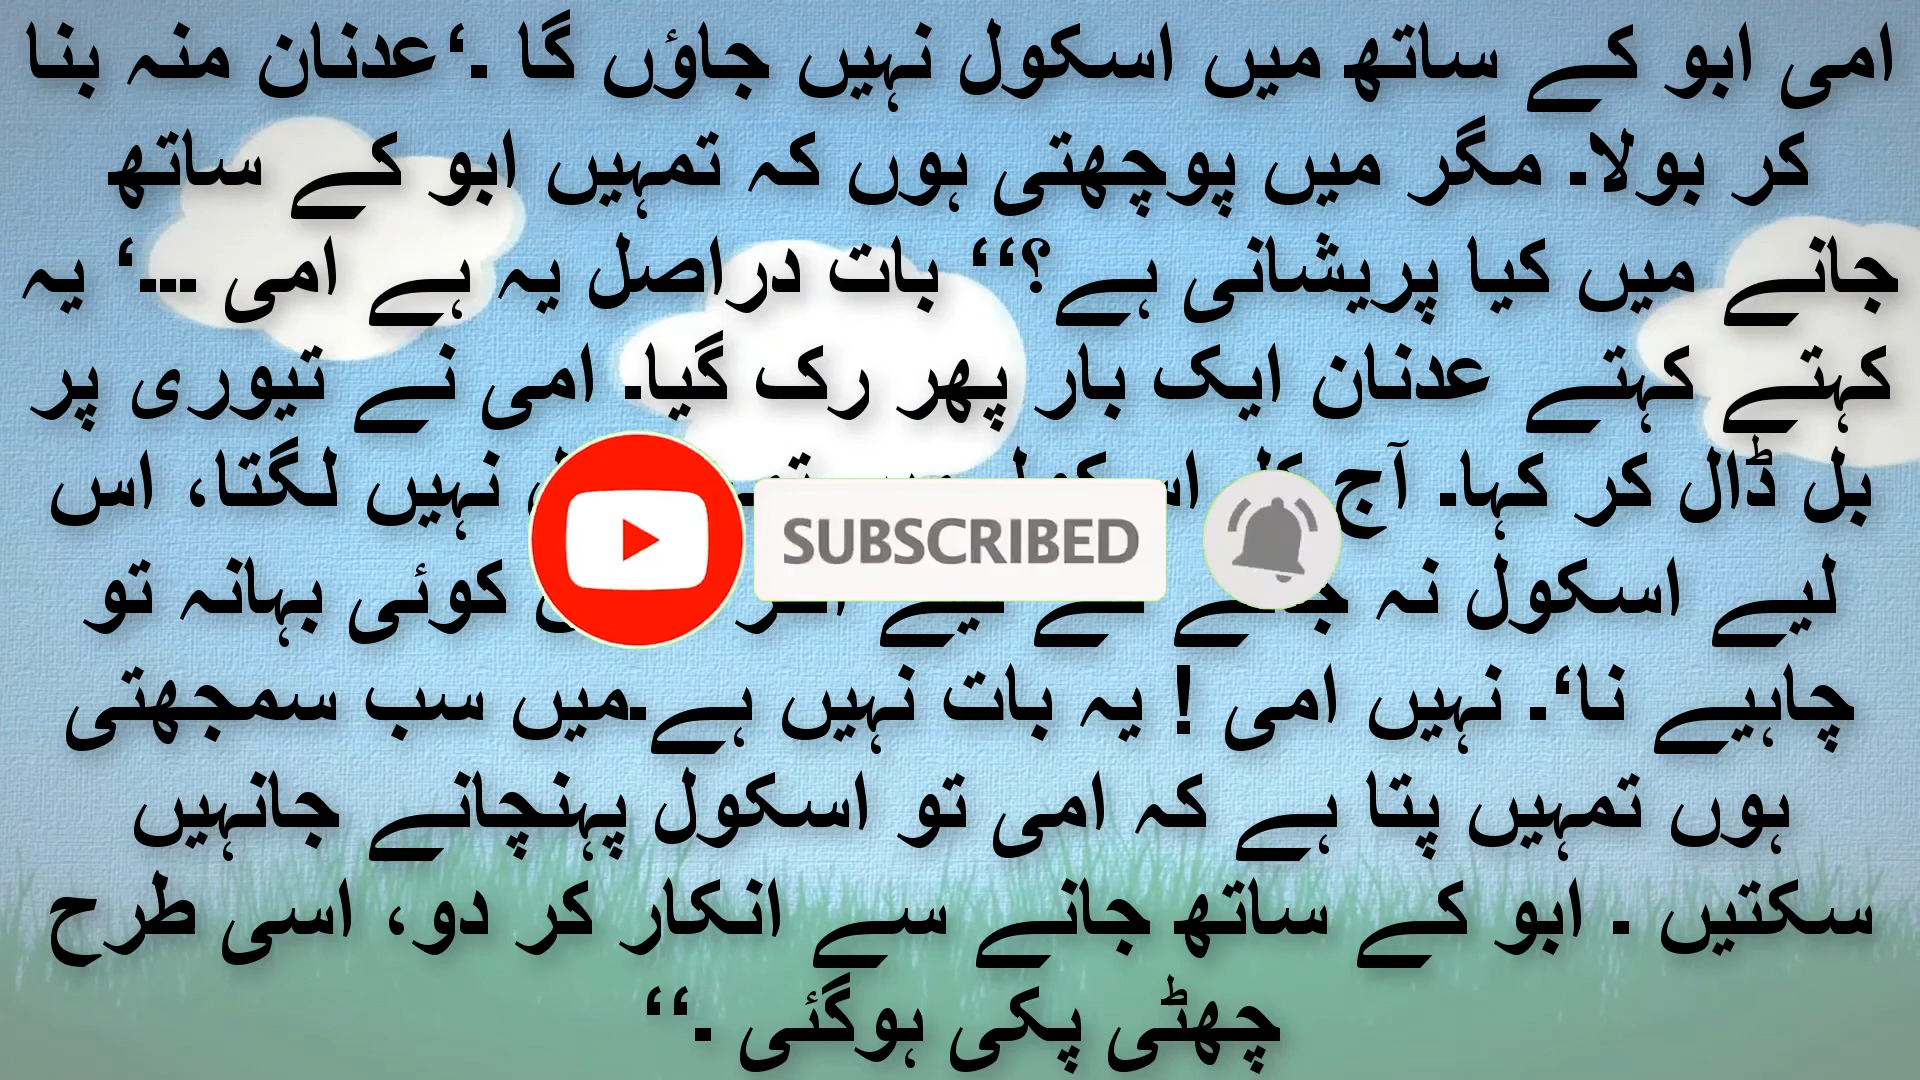 امی ابو کے ساتھ میں اسکول نہیں جاؤں گا ۔‘عدنان منہ بنا
کر بولا۔ مگر میں پوچھتی ہوں کہ تمہیں ابو کے ساتھ
جانے میں کیا پریشانی ہے؟‘‘ بات دراصل یہ ہے امی ...‘ یہ
کہتے کہتے عدنان ایک بار پھر رک گیا۔ امی نے تیوری پر
بل ڈال کر کہا۔ آج نہیں لگتا، اس
لیے اسکول نہ کوئی بہانہ تو
چاہیے نا‘۔ نہیں امی ! یہ بات نہیں ہے۔میں سب سمجھتی
ہوں تمہیں پتا ہے کہ امی تو اسکول پہنچانے جانہیں
سکتیں ۔ ابو کے ساتھ جانے سے انکار کر دو، اسی طرح
چھٹی پکی ہوگئی ۔‘‘
SUBSCRIBED